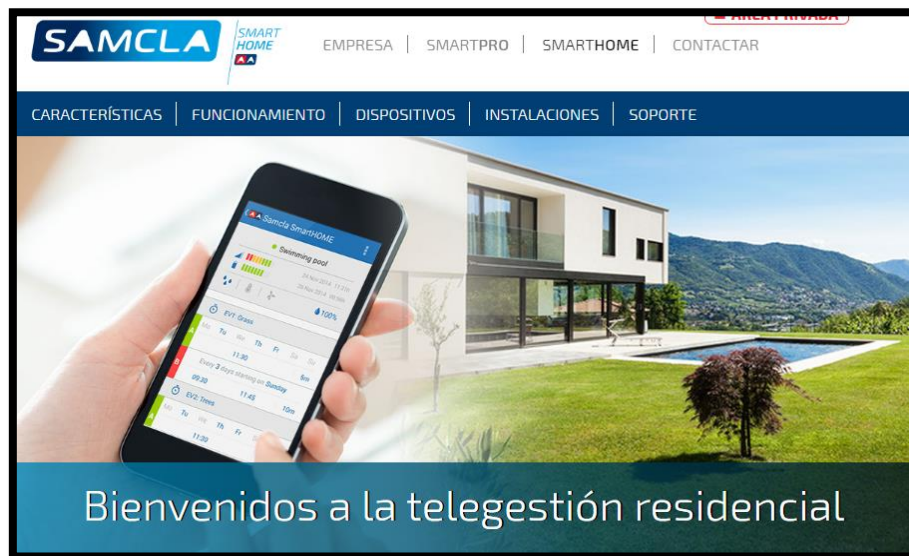 ÁREA PRIVADA
SAMCLA
SMART
HOME
EMPRESA
SMARTPRO
SMARTHOME
CONTACTAR
CARACTERÍSTICAS
FUNCIONAMIENTO
DISPOSITIVOS
INSTALACIONES
SOPORTE
Samcla SmartHOME
Swimming pool
100%
EV1: Grass
Mo Tu We Th Fr Sa Su
A
11:30
5m
B
Every 3 days starting on Sunday
09:30 11:45 10m
EV2: Trees
A
Mo Tu We Th Fr
11:30
Bienvenidos a la telegestión residencial